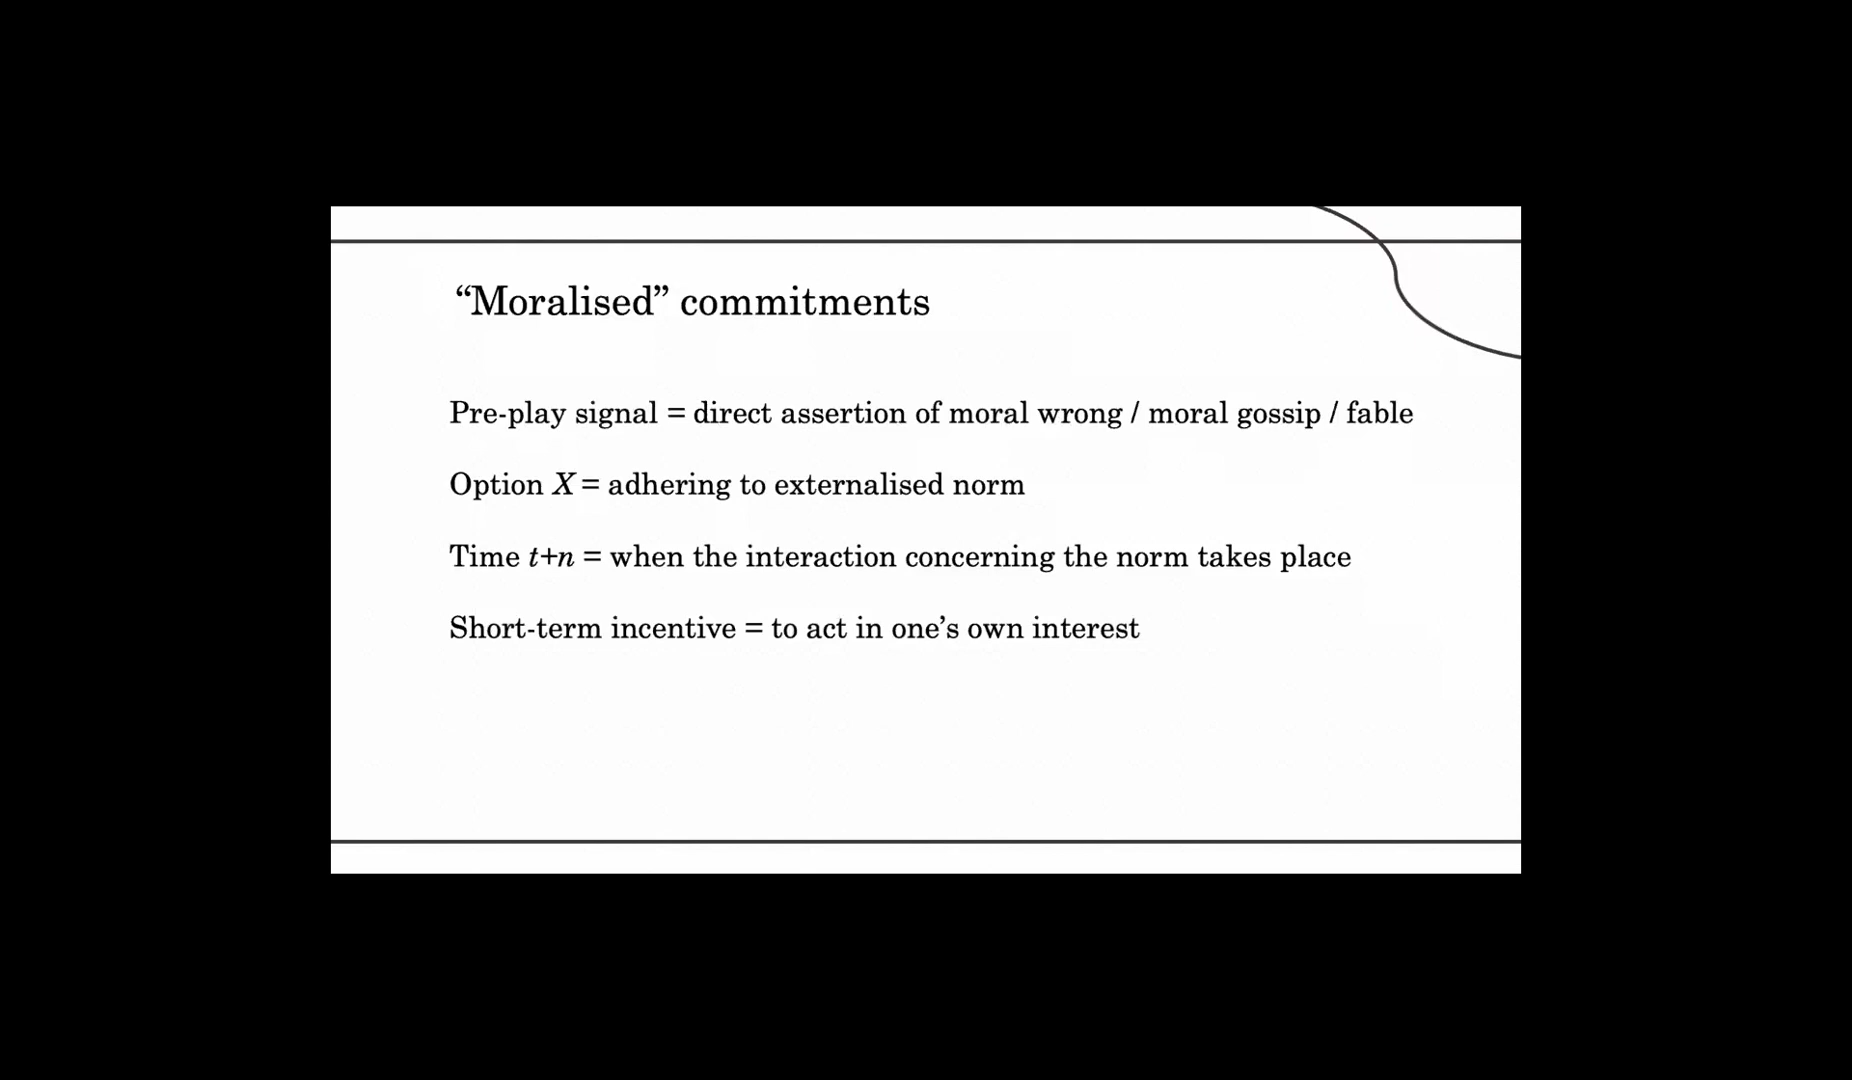 “Moralised” commitments
Pre-play signal = direct assertion of moral wrong / moral gossip / fable
Option X = adhering to externalised norm
Time t+n = when the interaction concerning the norm takes place
Short-term incentive = to act in one’s own interest